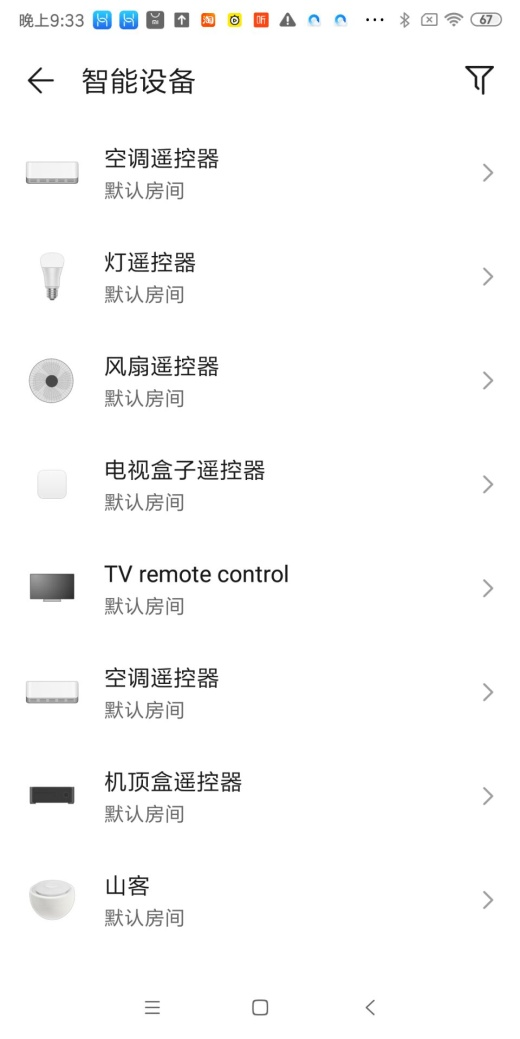 晚上9:33
67
智能设备
空调遥控器
默认房间
灯遥控器
默认房间
风扇遥控器
默认房间
电视盒子遥控器
默认房间
TV remote control
默认房间
空调遥控器
默认房间
机顶盒遥控器
默认房间
山客
默认房间